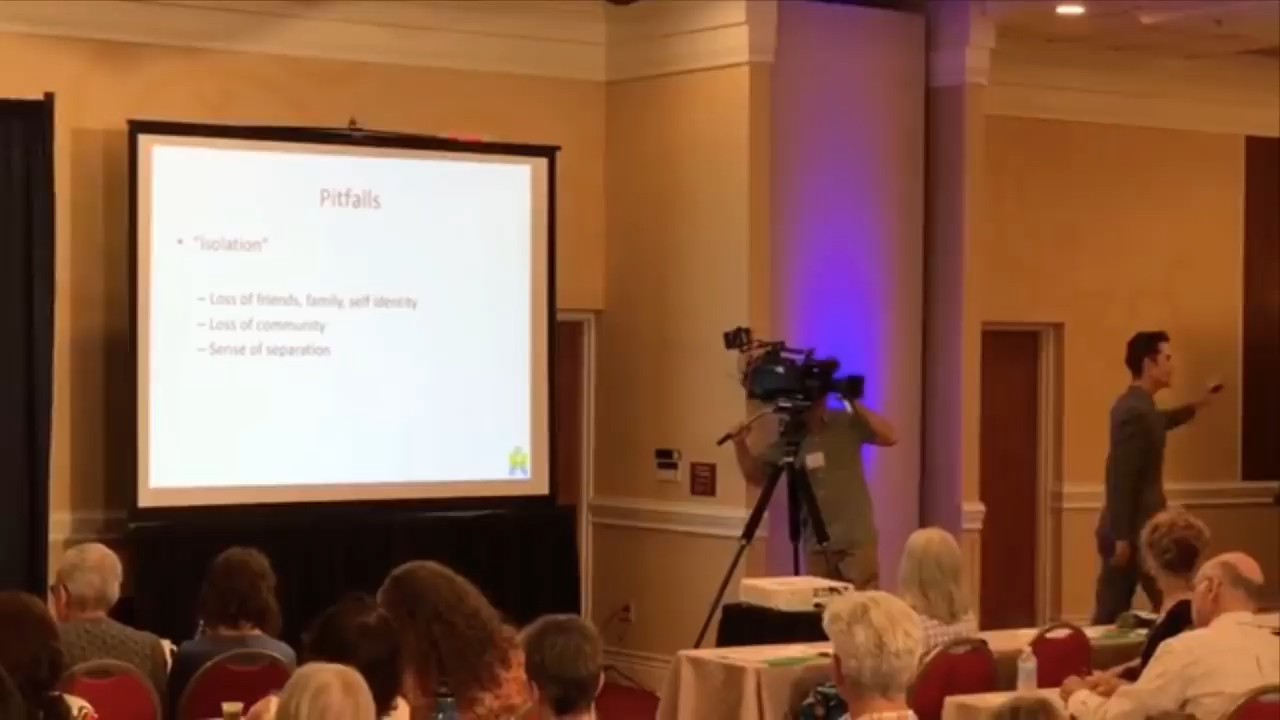 Pitfalls
• "Isolation"
– Loss of friends, family, self identity
– Loss of community
– Sense of separation